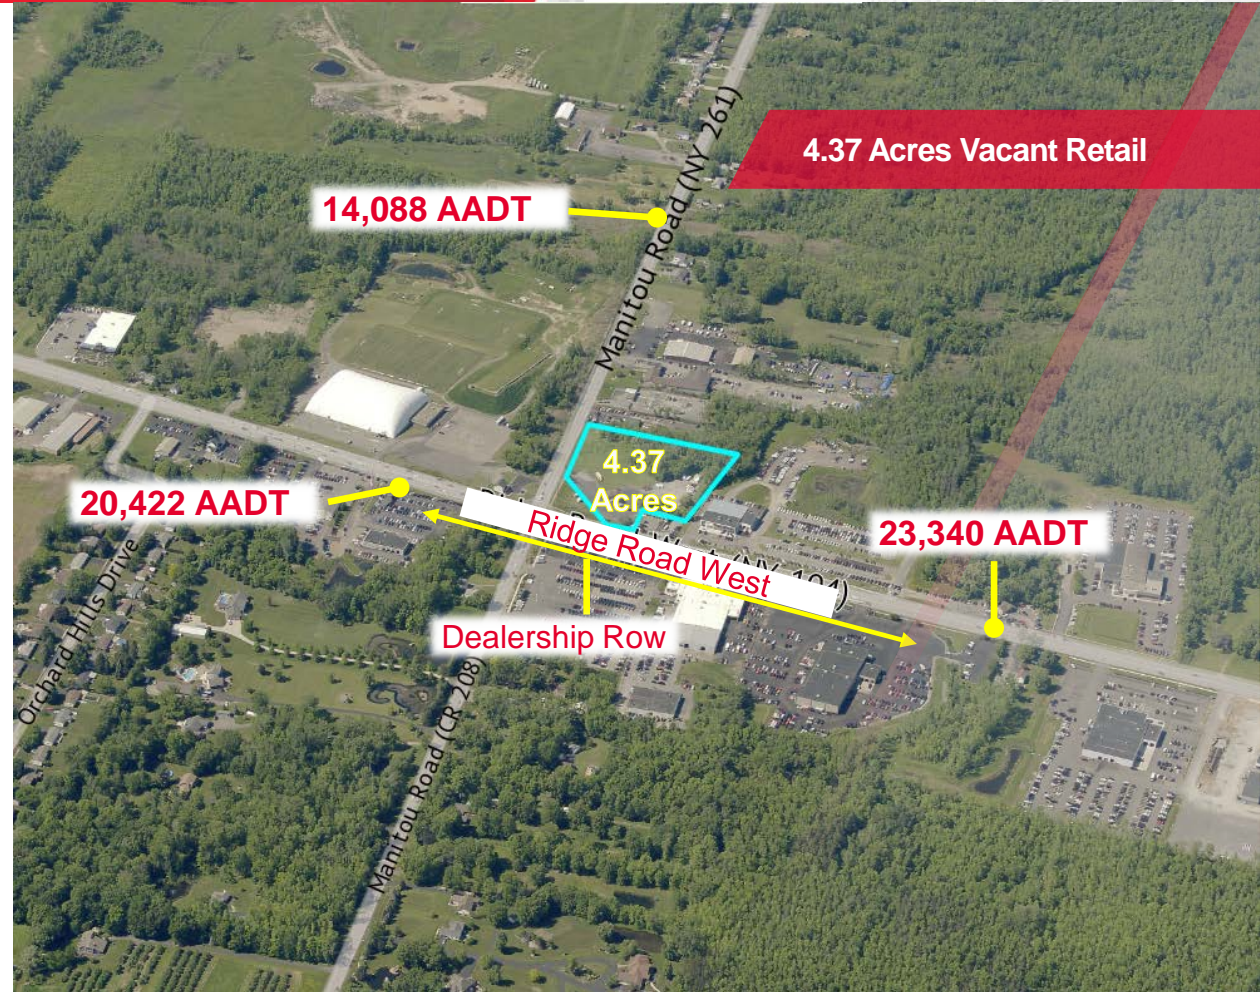 4.37 Acres Vacant Retail
Manitou Road (NY 261)
14,088 AADT
4.37
Acres
20,422 AADT
Ridge Road West
23,340 AADT
Dealership Row
Orchard Hills Drive
Manitou Road (CR 208)